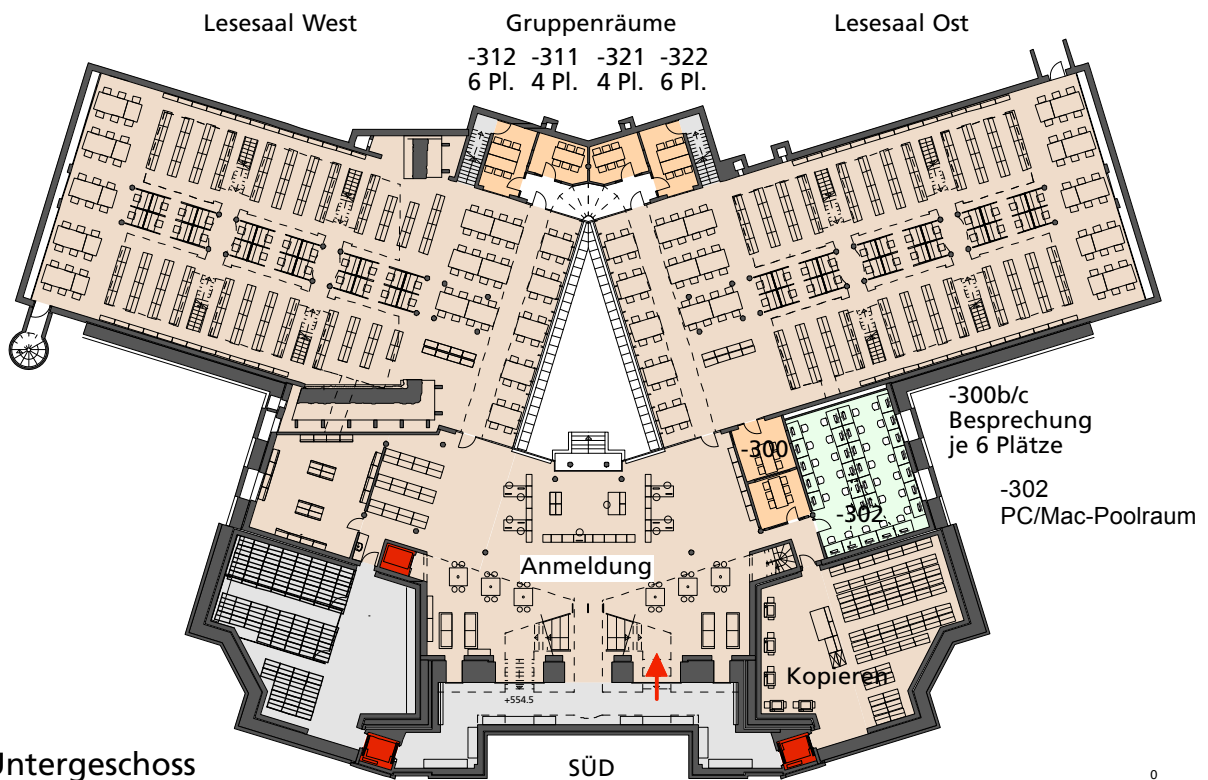 Lesesaal West
Gruppenräume
Lesesaal Ost
-312 -311 -321 -322
6 Pl. 4 Pl. 4 Pl. 6 Pl.
-300b/c
Besprechung
je 6 Plätze
-300
-302
PC/Mac-Poolraum
-302
Anmeldung
Kopieren
+554.5
Untergeschoss
SÜD
0